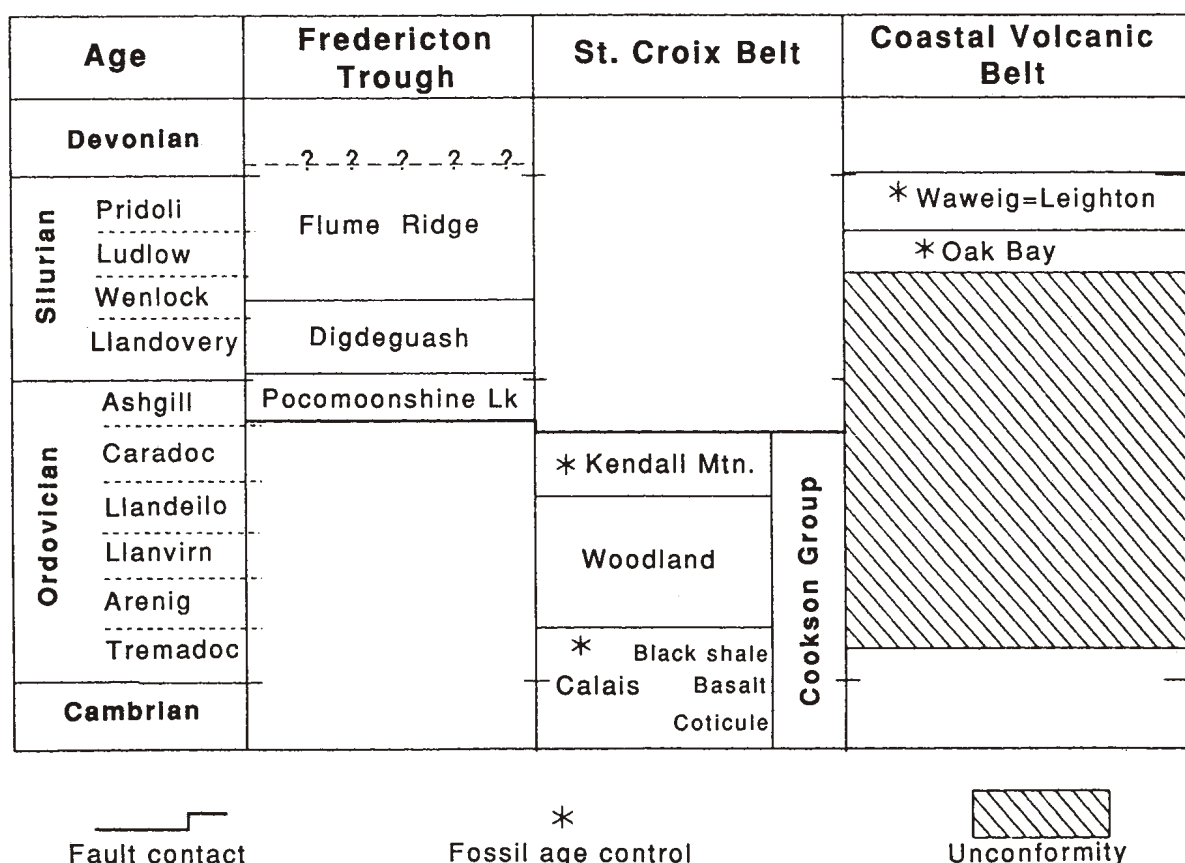 Age
Fredericton
Trough
St. Croix Belt
Coastal Volcanic
Belt
Devonian
? ? ? ? ?
Silurian
Pridoli
Ludlow
Wenlock
Llandovery
Flume Ridge
Digdeguash
* Waweig=Leighton
* Oak Bay
Ordovician
Ashgill
Caradoc
Llandeilo
Llanvirn
Arenig
Tremadoc
Pocomoonshine Lk
* Kendall Mtn.
Woodland
* Black shale
Calais Basalt
Coticule
Cookson Group
Cambrian
Fault contact
*
Fossil age control
Unconformity